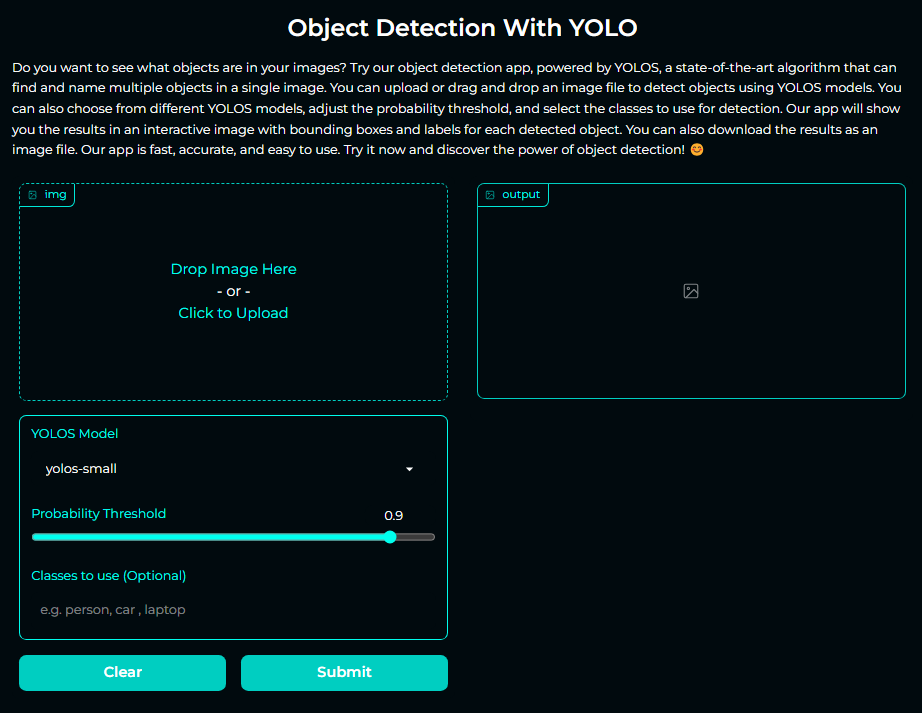 Object Detection With YOLO
Do you want to see what objects are in your images? Try our object detection app, powered by YOLOS, a state-of-the-art algorithm that can
find and name multiple objects in a single image. You can upload or drag and drop an image file to detect objects using YOLOS models. You
can also choose from different YOLOS models, adjust the probability threshold, and select the classes to use for detection. Our app will show
you the results in an interactive image with bounding boxes and labels for each detected object. You can also download the results as an
image file. Our app is fast, accurate, and easy to use. Try it now and discover the power of object detection! 😊
img
Drop Image Here
- or -
Click to Upload
output
YOLOS Model
yolos-small
Probability Threshold
0.9
Classes to use (Optional)
e.g. person, car , laptop
Clear
Submit